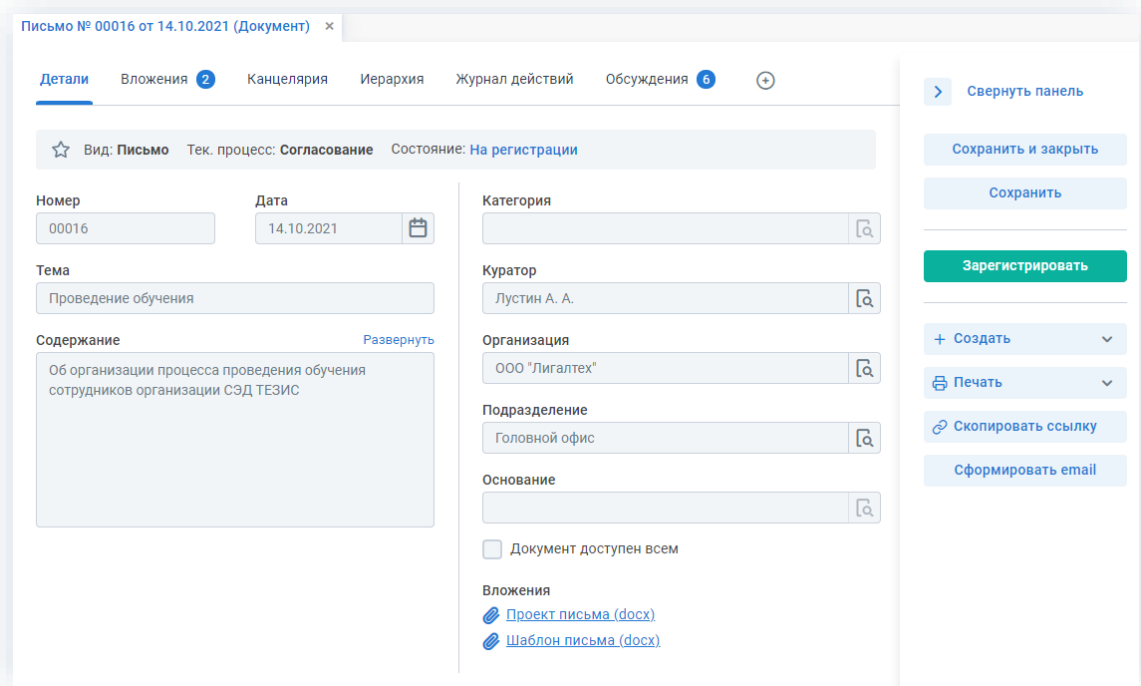 Письмо № 00016 от 14.10.2021 (Документ) ×
Детали Вложения 2 Канцелярия Иерархия Журнал действий Обсуждения 6
Вид: Письмо Тек. процесс: Согласование Состояние: На регистрации
Номер Дата
00016 14.10.2021
Тема
Проведение обучения
Содержание Развернуть
Об организации процесса проведения обучения
сотрудников организации СЭД ТЕЗИС
Категория
Куратор
Лустин А. А.
Организация
ООО "Лигалтех"
Подразделение
Головной офис
Основание
Документ доступен всем
Вложения
Проект письма (docx)
Шаблон письма (docx)
Свернуть панель
Сохранить и закрыть
Сохранить
Зарегистрировать
+ Создать
Печать
Скопировать ссылку
Сформировать email